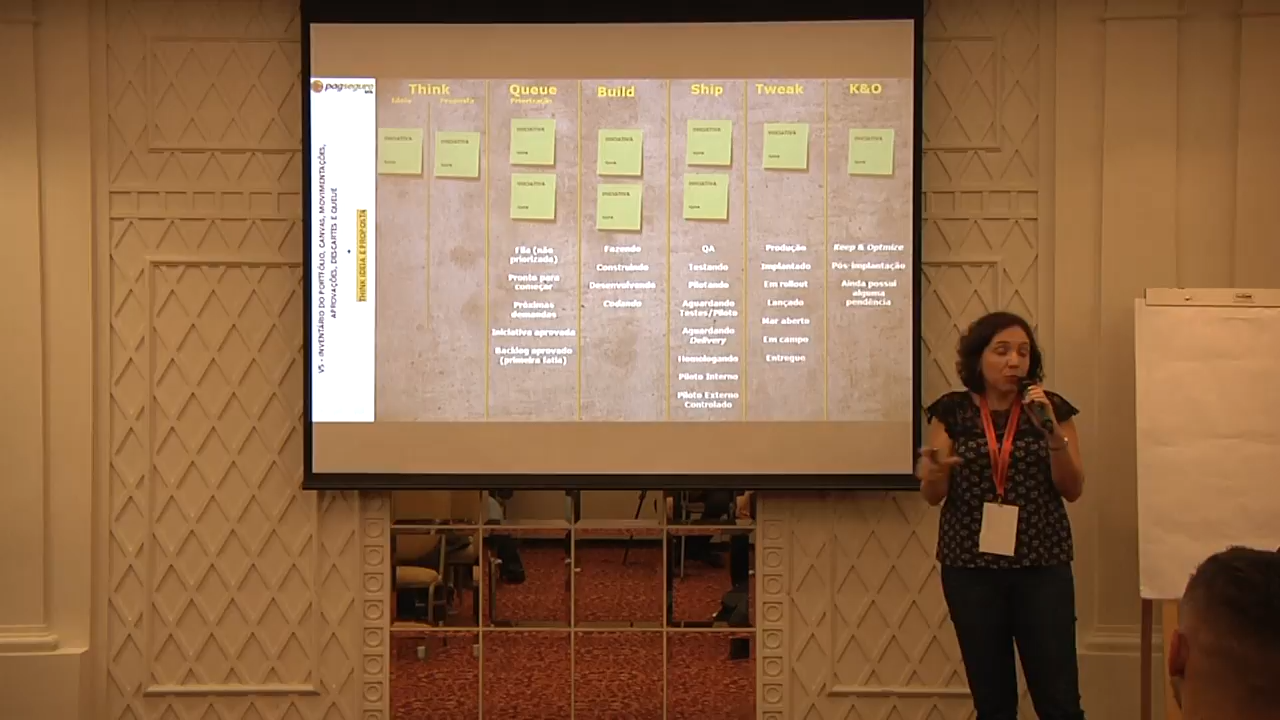 pagseguro
V5 - INVENTÁRIO DO PORTFÓLIO, CANVAS, MOVIMENTAÇÕES,
APROVAÇÕES, DESCARTES E QUEUE
THINK IDEIA E PROPOSTA
Think
Ideia
Proposta
Queue
Priorização
Build
Ship
Tweak
K&O
INICIATIVA
INICIATIVA
INICIATIVA
INICIATIVA
INICIATIVA
INICIATIVA
INICIATIVA
INICIATIVA
INICIATIVA
INICIATIVA
Fila (não
priorizada)
Pronto para
começar
Próximas
demandas
Iniciativa aprovada
Backlog aprovado
(primeira fatia)
Fazendo
Construindo
Desenvolvendo
Codando
QA
Testando
Pilotando
Aguardando
Testes/Piloto
Aguardando
Delivery
Homologando
Piloto Interno
Piloto Externo
Controlado
Produção
Implantado
Em rollout
Lançado
Mar aberto
Em campo
Entregue
Keep & Optmize
Pós-implantação
Ainda possui
alguma
pendência